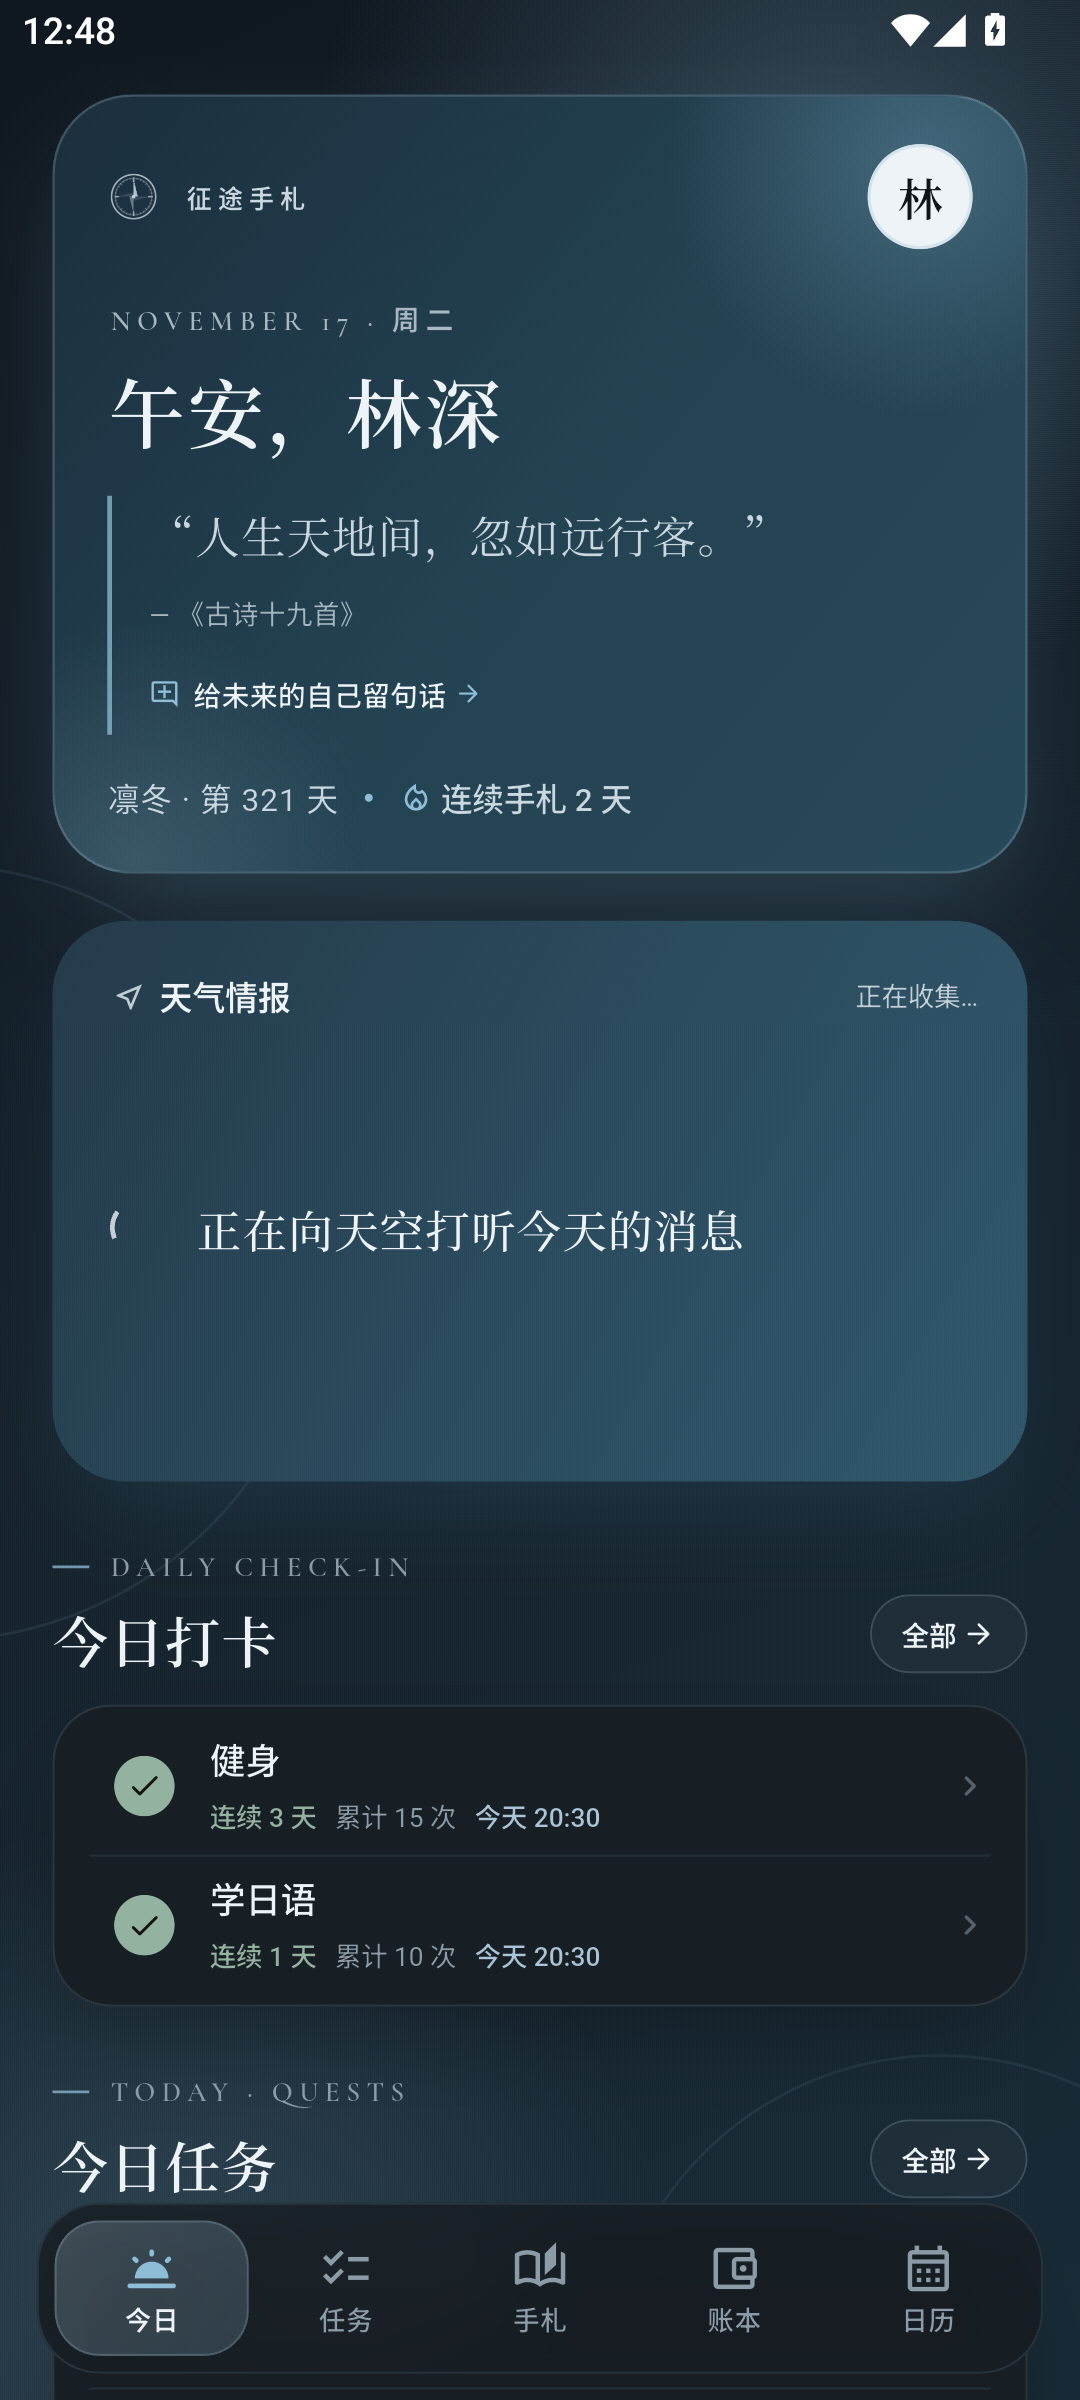 12:48
征途手札
林
NOVEMBER 17 · 周二
午安，林深
“人生天地间，忽如远行客。”
— 《古诗十九首》
给未来的自己留句话 →
凛冬 · 第 321 天 • 连续手札 2 天
天气情报
正在收集...
正在向天空打听今天的消息
DAILY CHECK-IN
今日打卡
全部 →
健身
连续 3 天 累计 15 次 今天 20:30
学日语
连续 1 天 累计 10 次 今天 20:30
TODAY · QUESTS
今日任务
全部 →
今日 任务 手札 账本 日历